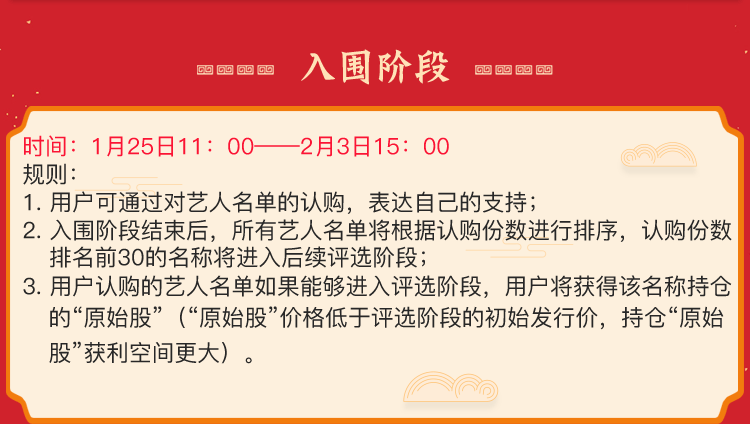 入围阶段
时间：1月25日11：00——2月3日15：00
规则：
1. 用户可通过对艺人名单的认购，表达自己的支持；
2. 入围阶段结束后，所有艺人名单将根据认购份数进行排序，认购份数
排名前30的名称将进入后续评选阶段；
3. 用户认购的艺人名单如果能够进入评选阶段，用户将获得该名称持仓
的“原始股”（“原始股”价格低于评选阶段的初始发行价，持仓“原始
股”获利空间更大）。